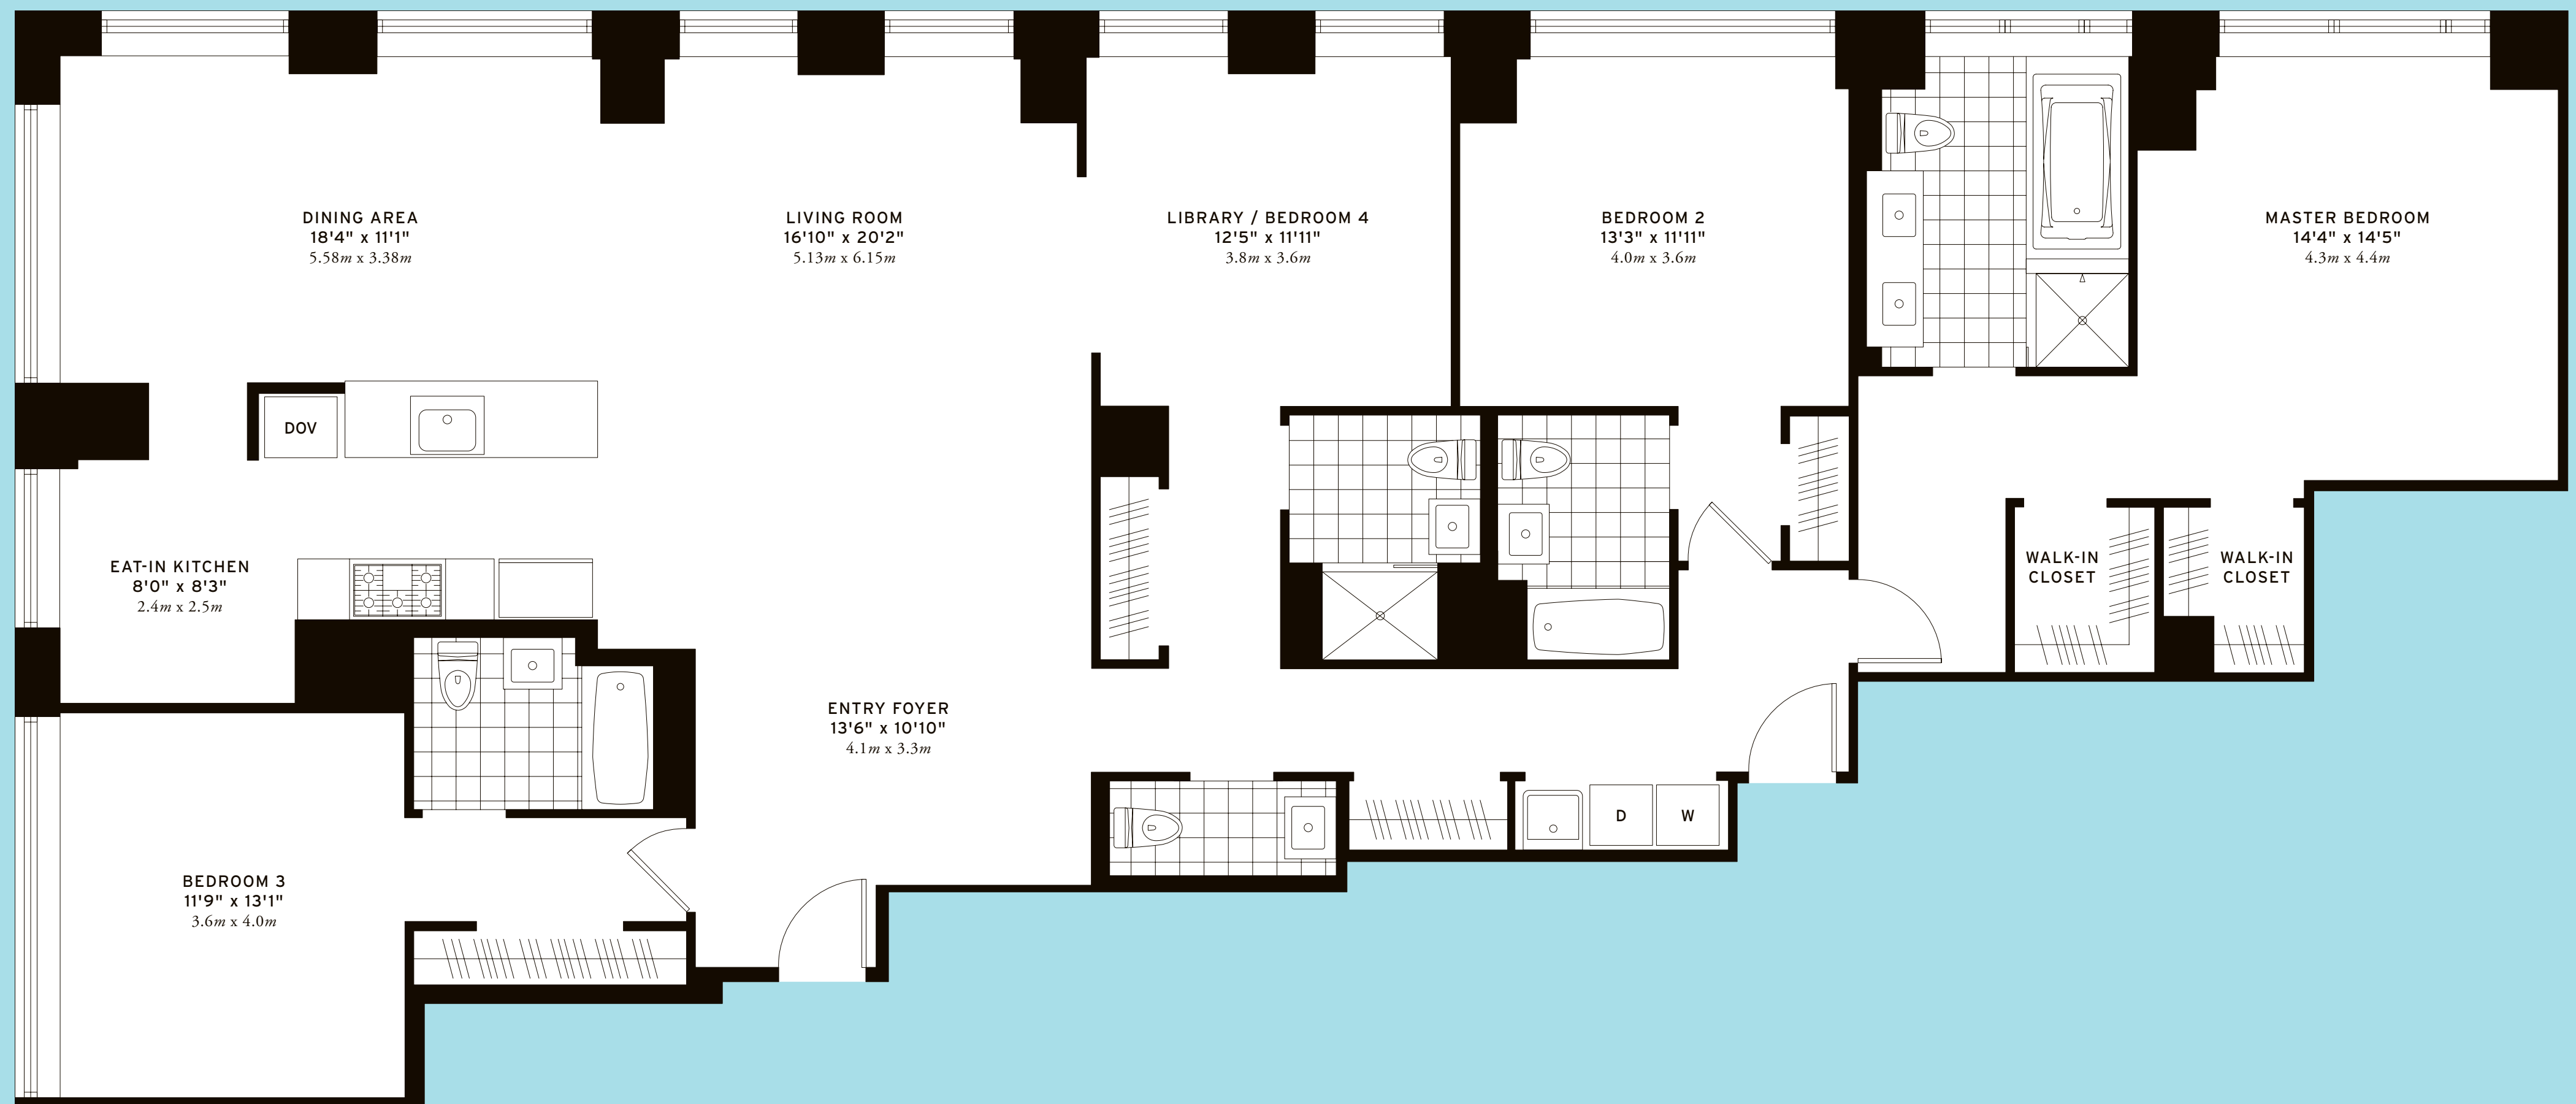 DINING AREA
18'4" x 11'1"
5.58m x 3.38m
LIVING ROOM
16'10" x 20'2"
5.13m x 6.15m
LIBRARY / BEDROOM 4
12'5" x 11'11"
3.8m x 3.6m
BEDROOM 2
13'3" x 11'11"
4.0m x 3.6m
MASTER BEDROOM
14'4" x 14'5"
4.3m x 4.4m
DOV
EAT-IN KITCHEN
8'0" x 8'3"
2.4m x 2.5m
WALK-IN
CLOSET
WALK-IN
CLOSET
ENTRY FOYER
13'6" x 10'10"
4.1m x 3.3m
D
W
BEDROOM 3
11'9" x 13'1"
3.6m x 4.0m